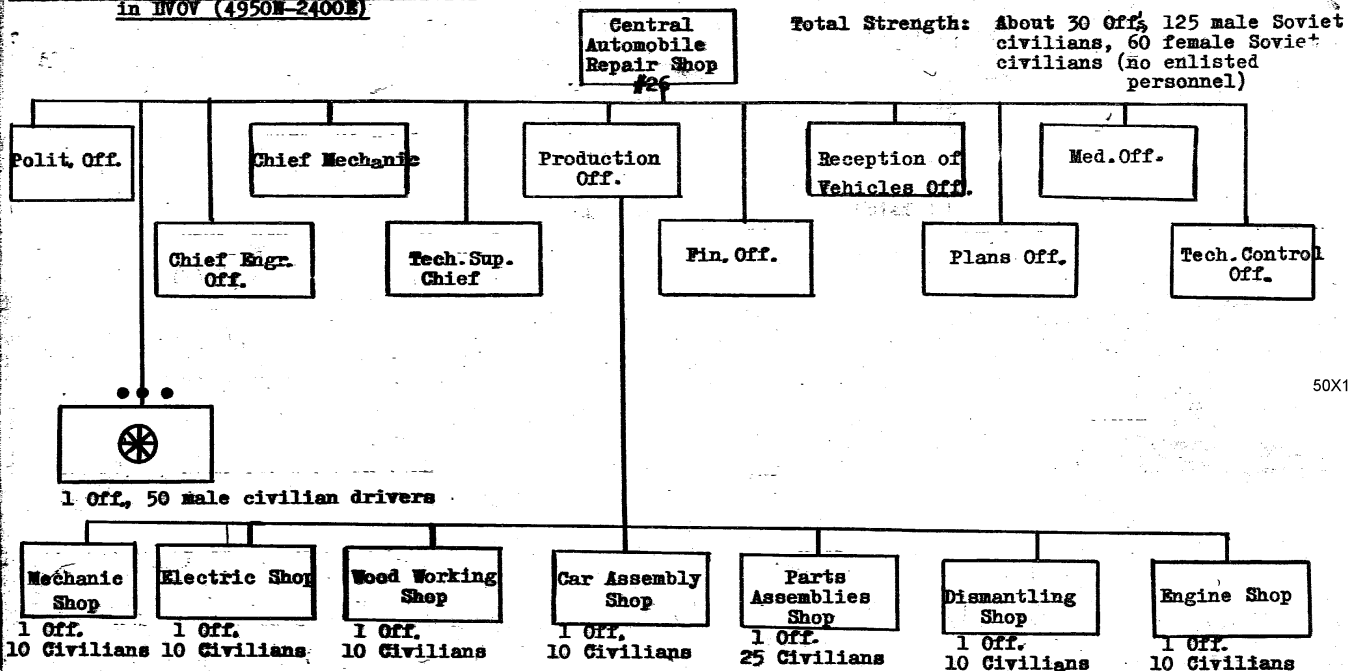 in LVOV (4950N-2400E)
Central
Automobile
Repair Shop
#26
Total Strength: About 30 Offs, 125 male Soviet
civilians, 60 female Soviet
civilians (no enlisted
personnel)
Polit. Off.
Chief Mechanic
Production
Off.
Reception of
Vehicles Off.
Med. Off.
Chief Engr.
Off.
Tech. Sup.
Chief
Fin. Off.
Plans Off.
Tech. Control
Off.
50X1
1 Off., 50 male civilian drivers
Mechanic
Shop
1 Off.
10 Civilians
Electric Shop
1 Off.
10 Civilians
Wood Working
Shop
1 Off.
10 Civilians
Car Assembly
Shop
1 Off.
10 Civilians
Parts
Assemblies
Shop
1 Off.
25 Civilians
Dismantling
Shop
1 Off.
10 Civilians
Engine Shop
1 Off.
10 Civilians